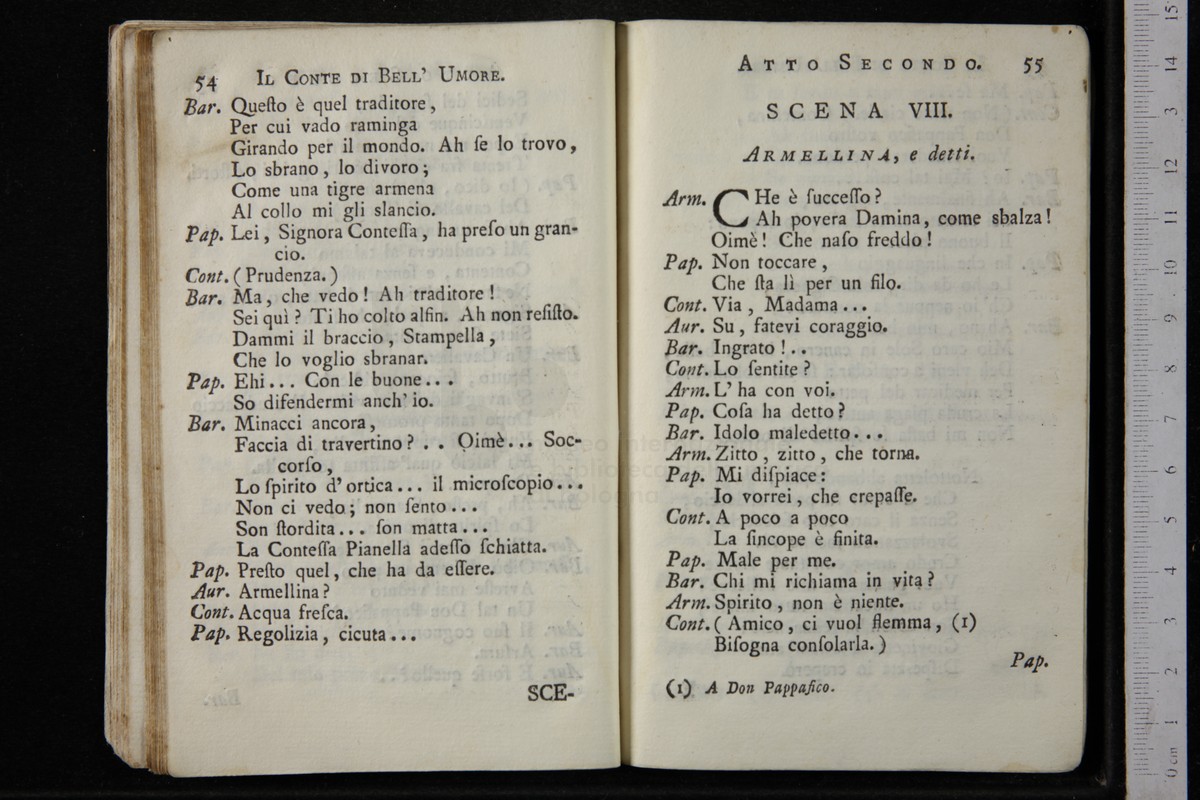 54 Il Conte di Bell' Umore.
Bar. Queſto è quel traditore,
Per cui vado raminga
Girando per il mondo. Ah ſe lo trovo,
Lo sbrano, lo divoro;
Come una tigre armena
Al collo mi gli slancio.
Pap. Lei, Signora Conteſſa, ha preſo un gran-
cio.
Cont. (Prudenza.)
Bar. Ma, che vedo! Ah traditore!
Sei quì? Ti ho colto alfin. Ah non reſiſto.
Dammi il braccio, Stampella,
Che lo voglio sbranar.
Pap. Ehi... Con le buone...
So difendermi anch' io.
Bar. Minacci ancora,
Faccia di travertino? . . Oimè... Soc-
corſo,
Lo ſpirito d' ortica... il microſcopio...
Non ci vedo; non ſento...
Son ſtordita... ſon matta...
La Conteſſa Pianella adeſſo ſchiatta.
Pap. Preſto quel, che ha da eſſere.
Aur. Armellina?
Cont. Acqua freſca.
Pap. Regolizia, cicuta...
SCE-
Atto Secondo. 55
SCENA VIII.
Armellina, e detti.
Arm. CHe è ſucceſſo?
Ah povera Damina, come sbalza!
Oimè! Che naſo freddo!
Pap. Non toccare,
Che ſta lì per un filo.
Cont. Via, Madama...
Aur. Su, fatevi coraggio.
Bar. Ingrato!..
Cont. Lo ſentite?
Arm. L' ha con voi.
Pap. Coſa ha detto?
Bar. Idolo maledetto...
Arm. Zitto, zitto, che torna.
Pap. Mi diſpiace:
Io vorrei, che crepaſſe.
Cont. A poco a poco
La ſincope è finita.
Pap. Male per me.
Bar. Chi mi richiama in vita?
Arm. Spirito, non è niente.
Cont. (Amico, ci vuol flemma, (1)
Biſogna conſolarla.)
Pap.
(1) A Don Pappafico.